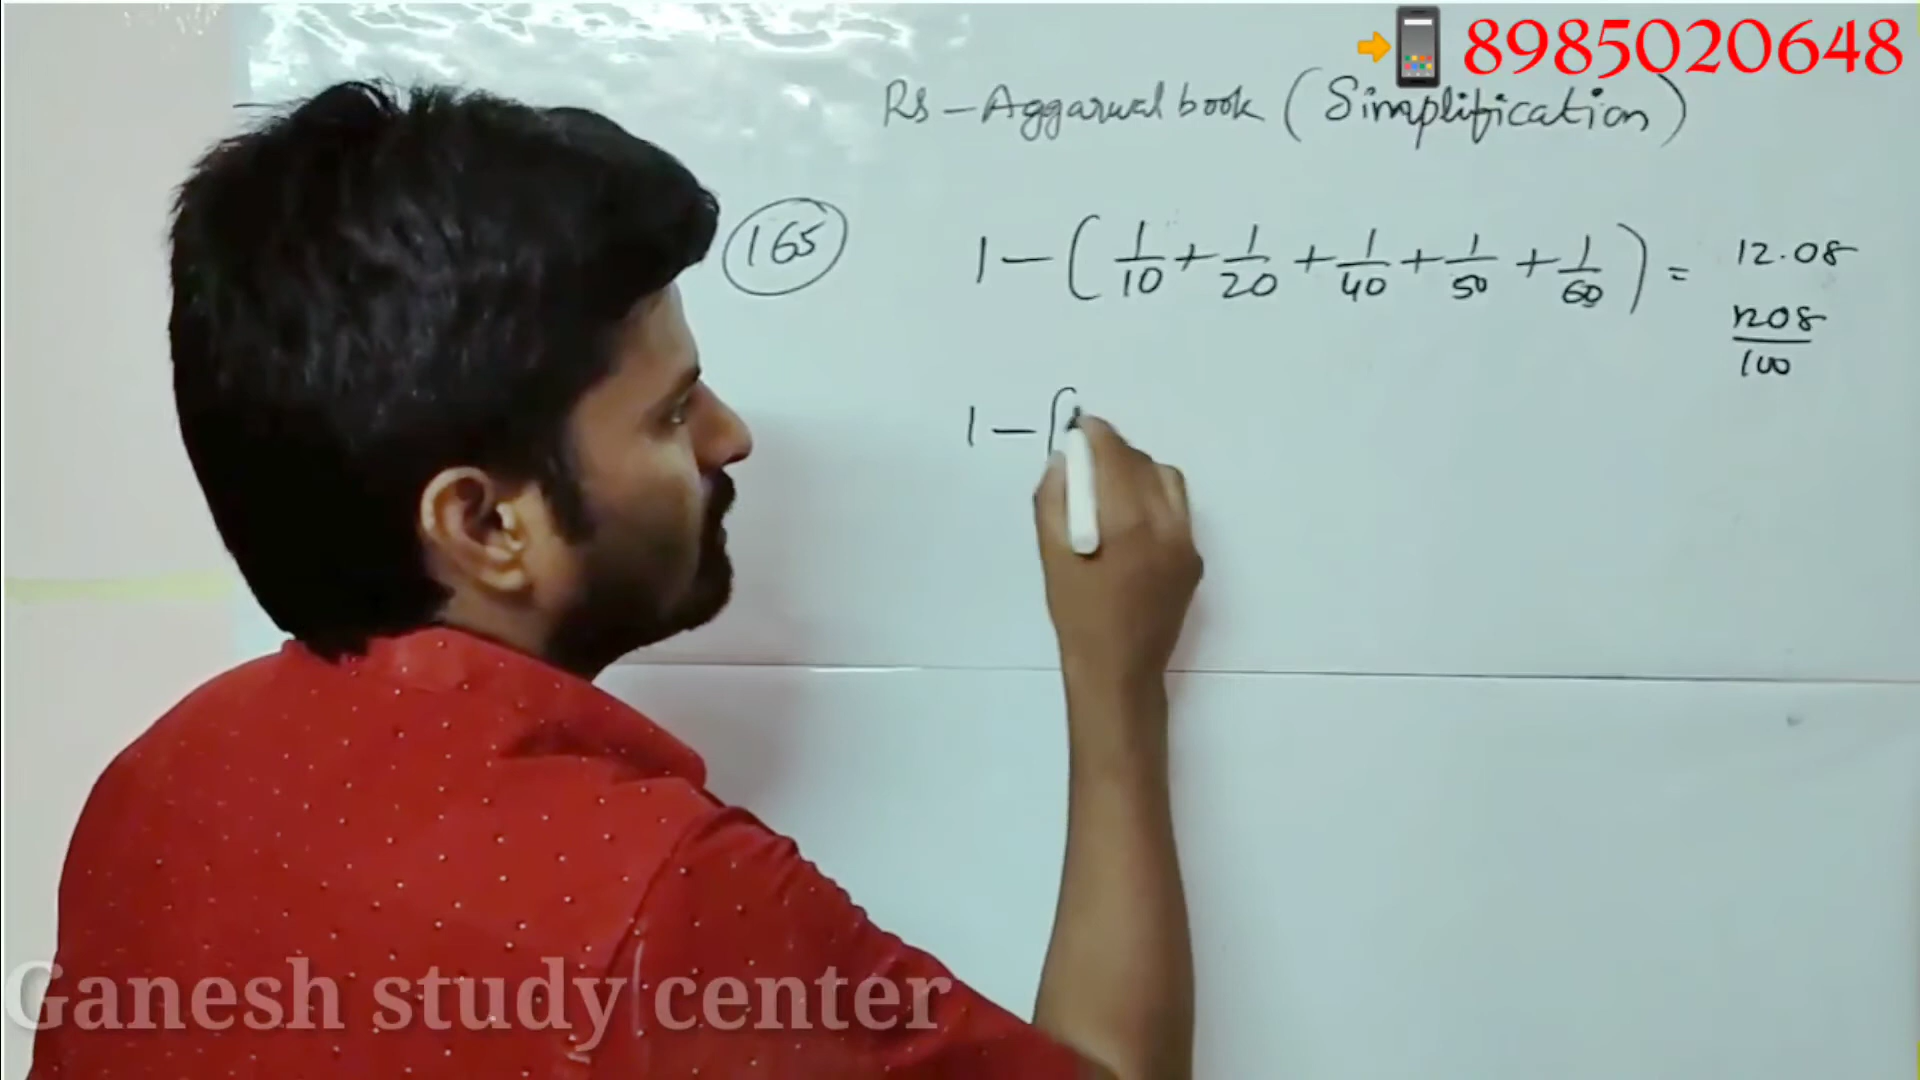 8985020648
Rs - Aggarwal book (Simplification)
165
1 - ( 1/10 + 1/20 + 1/40 + 1/50 + 1/60 ) = 12.08
1208/100
1 - (
Ganesh study center